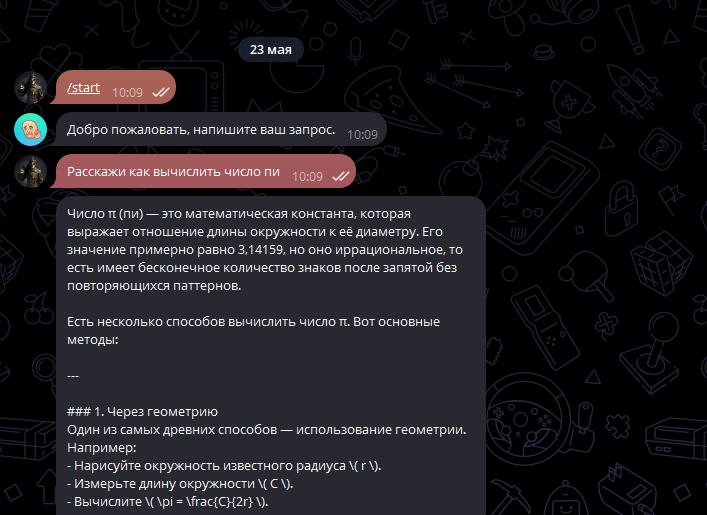 23 мая
/start 10:09
Добро пожаловать, напишите ваш запрос. 10:09
Расскажи как вычислить число пи 10:09
Число π (пи) — это математическая константа, которая
выражает отношение длины окружности к её диаметру. Его
значение примерно равно 3,14159, но оно иррациональное, то
есть имеет бесконечное количество знаков после запятой без
повторяющихся паттернов.
Есть несколько способов вычислить число π. Вот основные
методы:
---
### 1. Через геометрию
Один из самых древних способов — использование геометрии.
Например:
- Нарисуйте окружность известного радиуса \( r \).
- Измерьте длину окружности \( C \).
- Вычислите \( \pi = \frac{C}{2r} \).